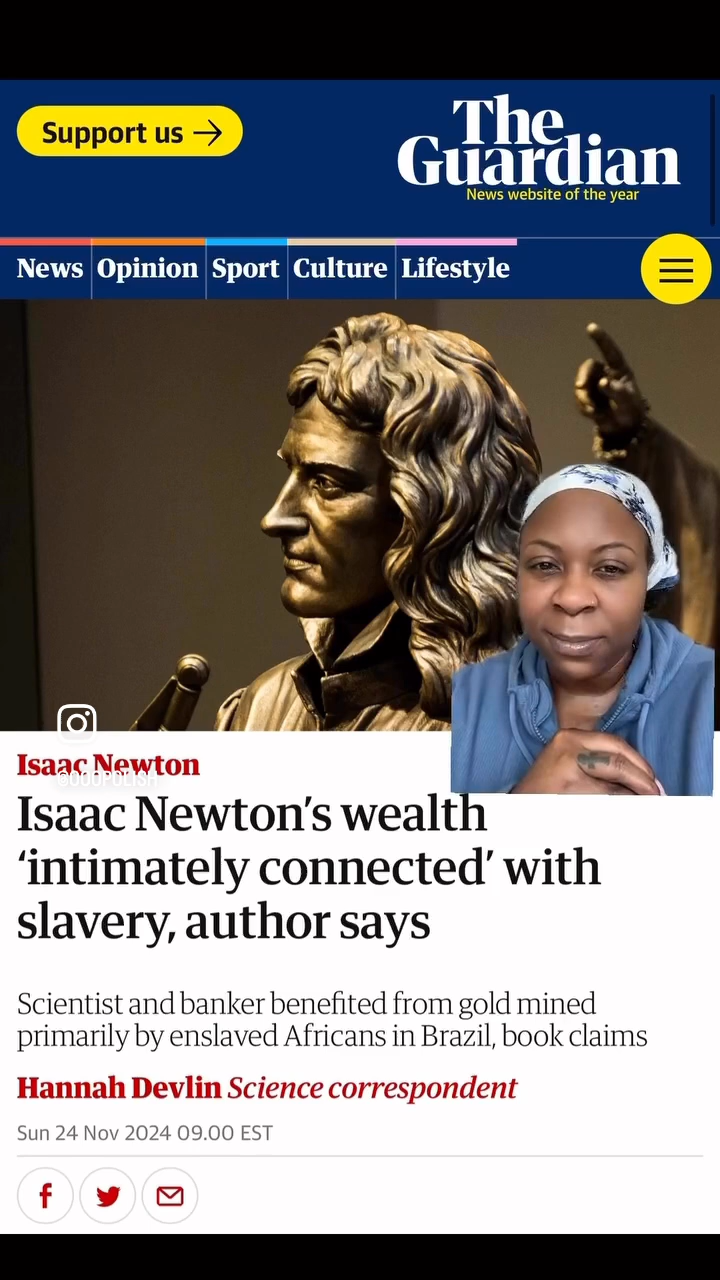 Support us →
The
Guardian
News website of the year
News
Opinion
Sport
Culture
Lifestyle
Isaac Newton
@OOOPOLISH
Isaac Newton's wealth
‘intimately connected’ with
slavery, author says
Scientist and banker benefited from gold mined
primarily by enslaved Africans in Brazil, book claims
Hannah Devlin Science correspondent
Sun 24 Nov 2024 09.00 EST